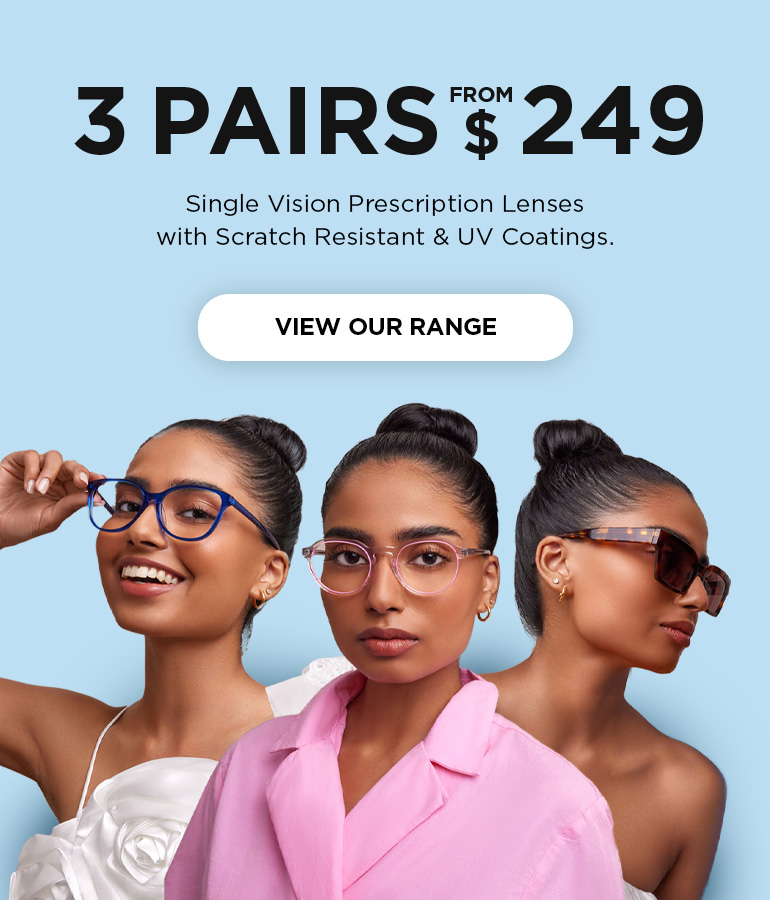 3 PAIRS FROM $249
Single Vision Prescription Lenses
with Scratch Resistant & UV Coatings.
VIEW OUR RANGE